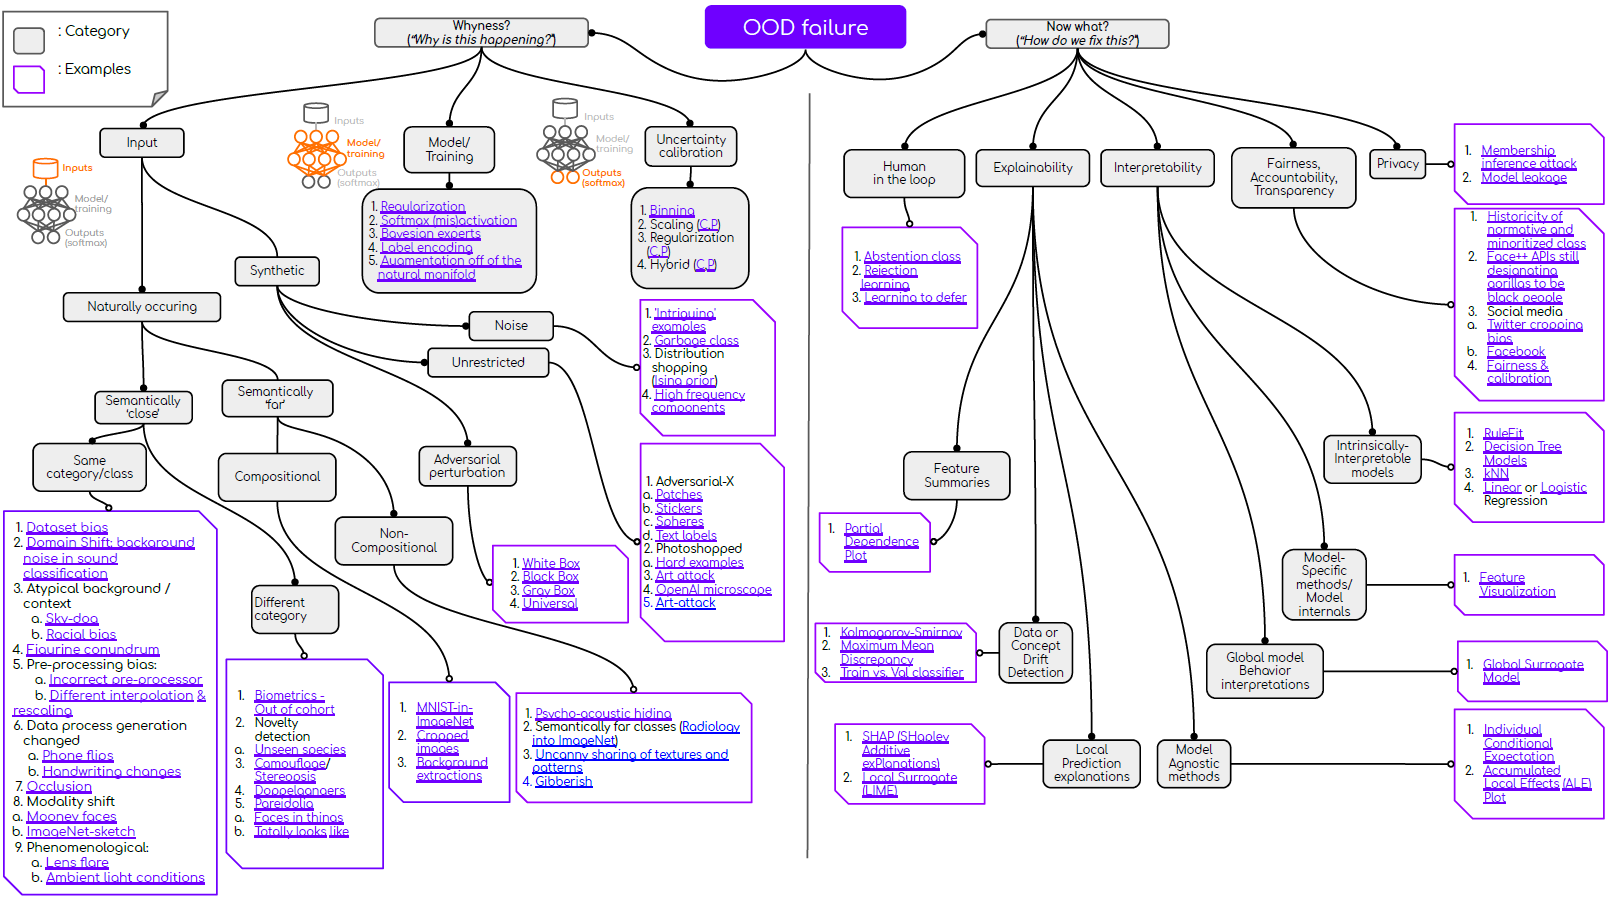 OOD failure
: Category
: Examples
Whyness?
("Why is this happening?")
Now what?
("How do we fix this?")
Input
Inputs
Model/
training
Outputs
(softmax)
Inputs
Model/
training
Outputs
(softmax)
Model/
Training
1. Regularization
2. Softmax (mis)activation
3. Bayesian experts
4. Label encoding
5. Augmentation off of the
natural manifold
Inputs
Model/
training
Outputs
(softmax)
Uncertainty
calibration
1. Binning
2. Scaling (C,P)
3. Regularization
(C,P)
4. Hybrid (C,P)
Synthetic
Naturally occuring
Noise
Unrestricted
1. 'Intriguing'
examples
2. Garbage class
3. Distribution
shopping
(Ising prior)
4. High frequency
components
Semantically
'close'
Semantically
'far'
Same
category/class
Compositional
Adversarial
perturbation
Non-
Compositional
Different
category
1. Dataset bias
2. Domain Shift: background
noise in sound
classification
3. Atypical background /
context
a. Sky-dog
b. Racial bias
4. Figurine conundrum
5. Pre-processing bias:
a. Incorrect pre-processor
b. Different interpolation &
rescaling
6. Data process generation
changed
a. Phone flips
b. Handwriting changes
7. Occlusion
8. Modality shift
a. Mooney faces
b. ImageNet-sketch
9. Phenomenological:
a. Lens flare
b. Ambient light conditions
1. Biometrics -
Out of cohort
2. Novelty
detection
a. Unseen species
3. Camouflage/
Stereopsis
4. Doppelgangers
5. Pareidolia
a. Faces in things
b. Totally looks like
1. MNIST-in-
ImageNet
2. Cropped
images
3. Background
extractions
1. White Box
2. Black Box
3. Gray Box
4. Universal
1. Adversarial-X
a. Patches
b. Stickers
c. Spheres
d. Text labels
2. Photoshopped
a. Hard examples
3. Art attack
4. OpenAI microscope
5. Art-attack
1. Psycho-acoustic hiding
2. Semantically far classes (Radiology
into ImageNet)
3. Uncanny sharing of textures and
patterns
4. Gibberish
Human
in the loop
1. Abstention class
2. Rejection
learning
3. Learning to defer
Explainability
Interpretability
Fairness,
Accountability,
Transparency
Privacy
1. Membership
inference attack
2. Model leakage
1. Historicity of
normative and
minoritized class
2. Face++ APIs still
designating
gorillas to be
black people
3. Social media
a. Twitter cropping
bias
b. Facebook
4. Fairness &
calibration
Feature
Summaries
1. Partial
Dependence
Plot
Data or
Concept
Drift
Detection
1. Kolmogorov-Smirnov
2. Maximum Mean
Discrepancy
3. Train vs. Val classifier
Local
Prediction
explanations
1. SHAP (SHapley
Additive
exPlanations)
2. Local Surrogate
(LIME)
Intrinsically-
Interpretable
models
1. RuleFit
2. Decision Tree
Models
3. kNN
4. Linear or Logistic
Regression
Model-
Specific
methods/
Model
internals
1. Feature
Visualization
Global model
Behavior
interpretations
1. Global Surrogate
Model
Model
Agnostic
methods
1. Individual
Conditional
Expectation
2. Accumulated
Local Effects (ALE)
Plot